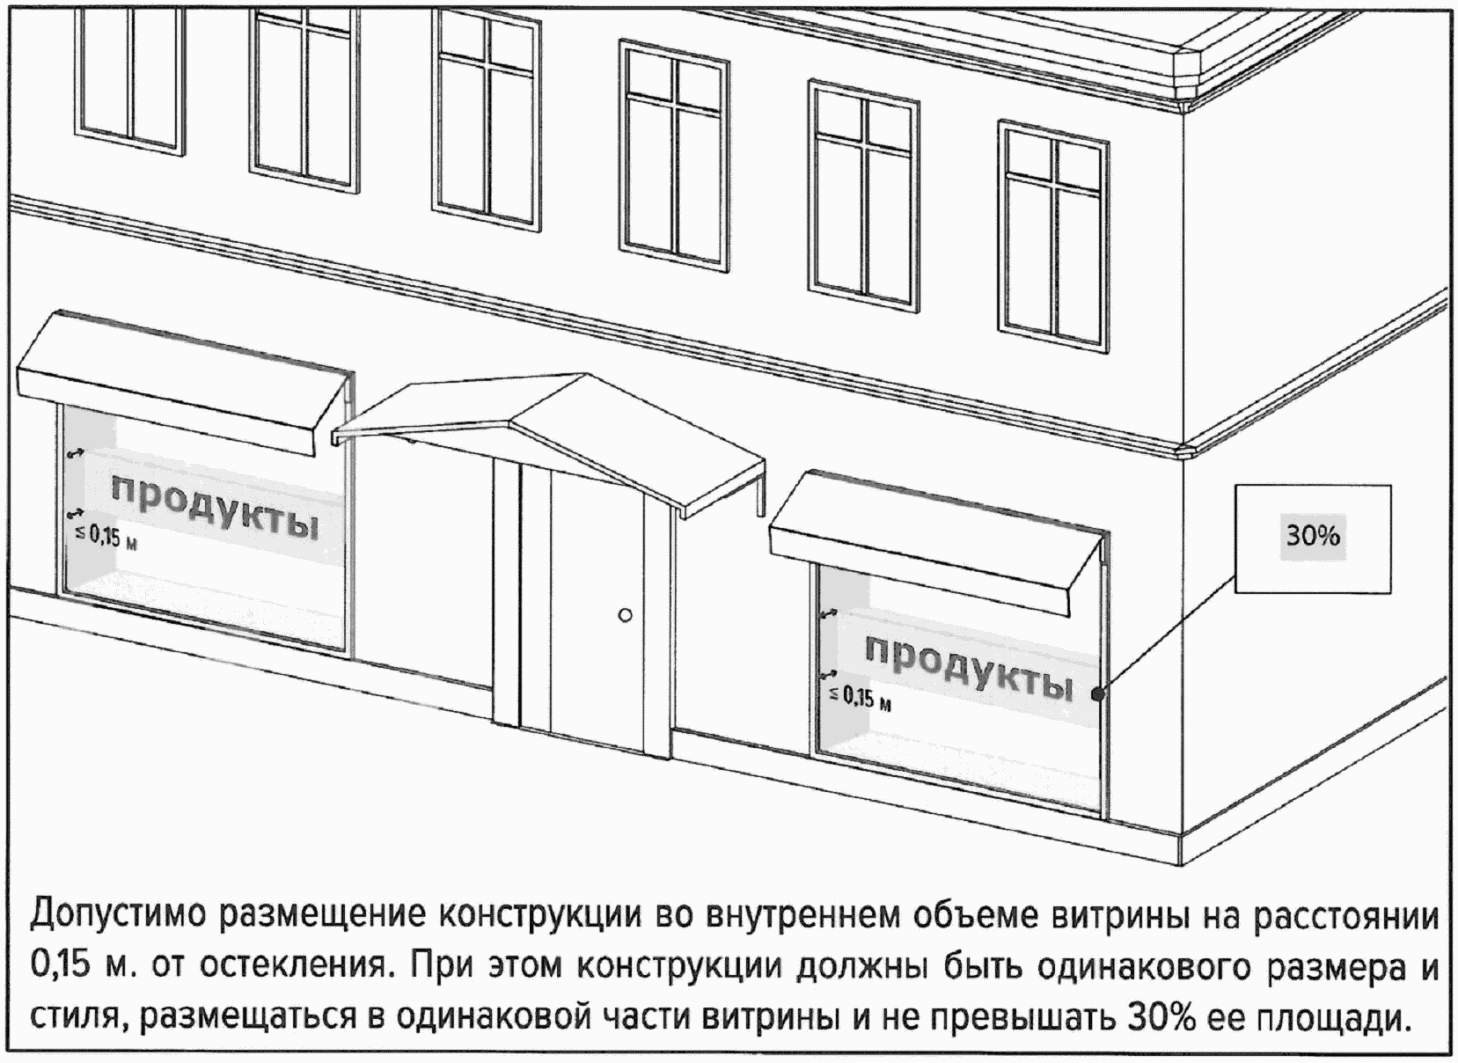 продукты
≤ 0,15 м
продукты
≤ 0,15 м
30%
Допустимо размещение конструкции во внутреннем объеме витрины на расстоянии
0,15 м. от остекления. При этом конструкции должны быть одинакового размера и
стиля, размещаться в одинаковой части витрины и не превышать 30% ее площади.